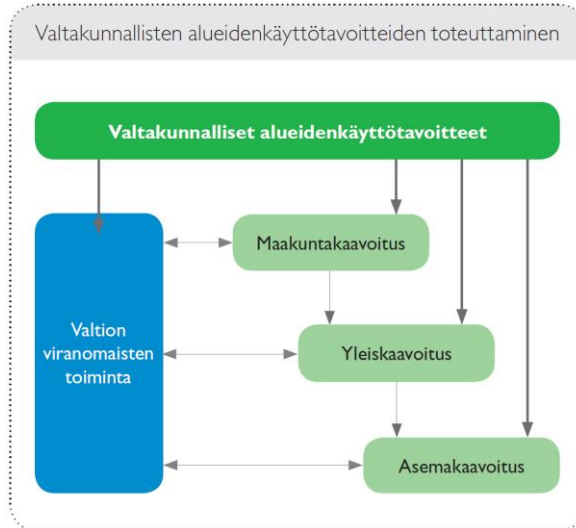 Valtakunnallisten alueidenkäyttötavoitteiden toteuttaminen
Valtakunnalliset alueidenkäyttötavoitteet
Maakuntakaavoitus
Valtion
viranomaisten
toiminta
Yleiskaavoitus
Asemakaavoitus